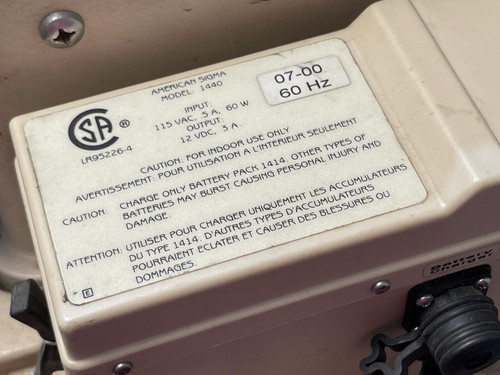 AMERICAN SIGMA
MODEL: 1440
07-00
60 Hz
INPUT:
115 VAC, .5 A, 60 W
OUTPUT:
12 VDC, 3 A
CSA ®
LR95226-4
CAUTION: FOR INDOOR USE ONLY
AVERTISSEMENT: POUR UTILISATION A L'INTERIEUR SEULEMENT
CAUTION: CHARGE ONLY BATTERY PACK 1414. OTHER TYPES OF
BATTERIES MAY BURST CAUSING PERSONAL INJURY AND
DAMAGE.
ATTENTION: UTILISER POUR CHARGER UNIQUEMENT LES ACCUMULATEURS
DU TYPE 1414. D'AUTRES TYPES D'ACCUMULATEURS
POURRAIENT ECLATER ET CAUSER DES BLESSURES OU
DOMMAGES.
E
Battery
Charger